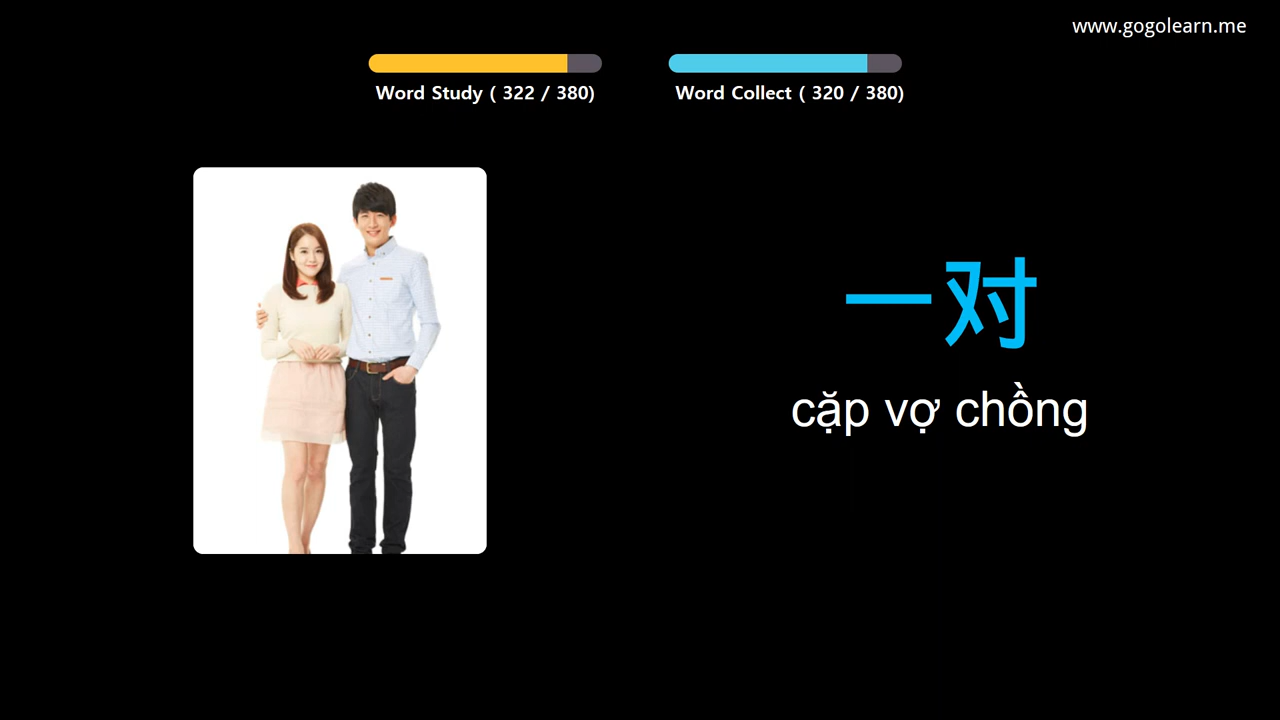 www.gogolearn.me
Word Study ( 322 / 380)
Word Collect ( 320 / 380)
一对
cặp vợ chồng